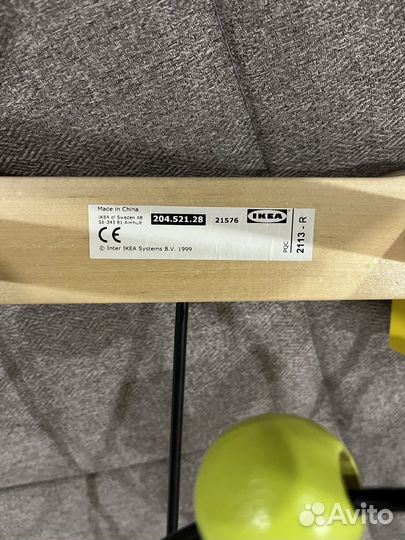 Made in China
IKEA of Sweden AB
SE-343 81 Älmhult
204.521.28
21576
IKEA
CE
© Inter IKEA Systems B.V. 1999
PQC
2113 - R
Avito